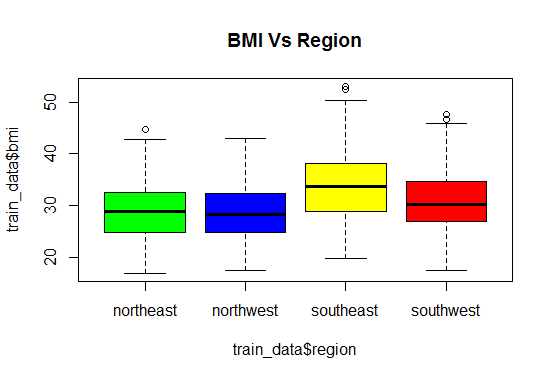 BMI Vs Region
train_data$bmi
50
40
30
20
northeast northwest southeast southwest
train_data$region